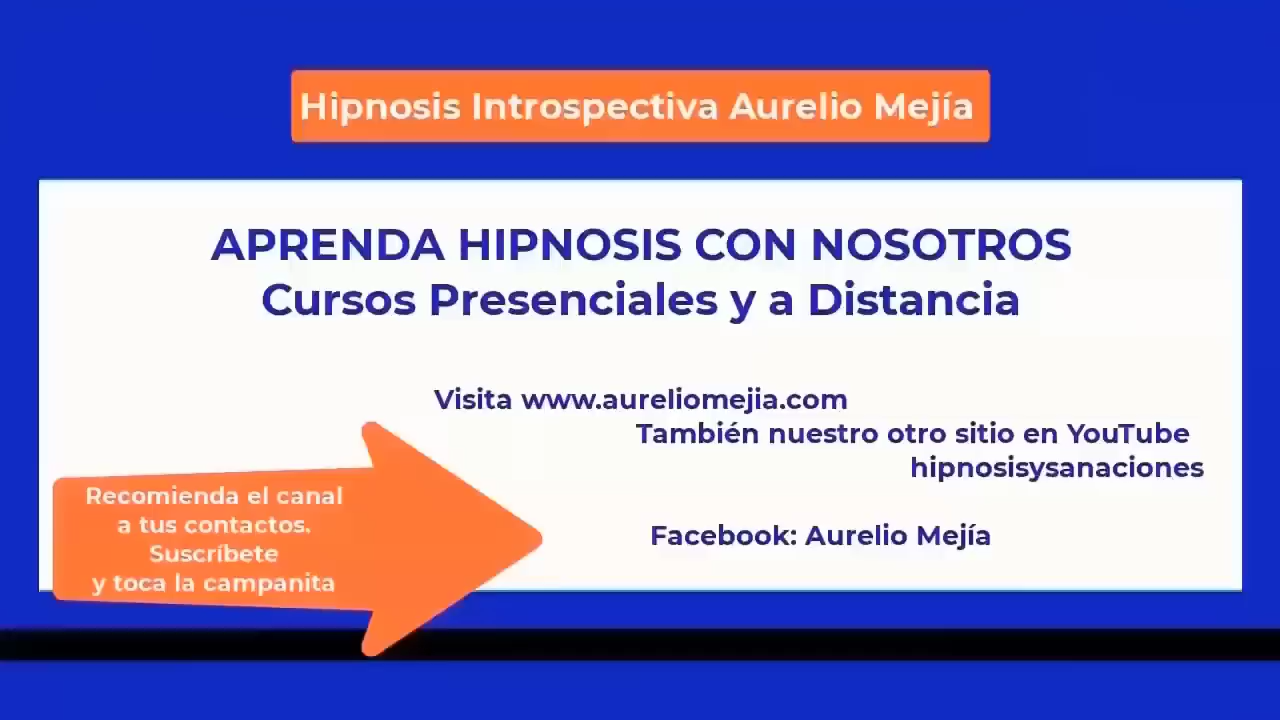 Hipnosis Introspectiva Aurelio Mejía
APRENDA HIPNOSIS CON NOSOTROS
Cursos Presenciales y a Distancia
Visita www.aureliomejia.com
También nuestro otro sitio en YouTube
hipnosisysanaciones
Facebook: Aurelio Mejía
Recomienda el canal
a tus contactos.
Suscríbete
y toca la campanita